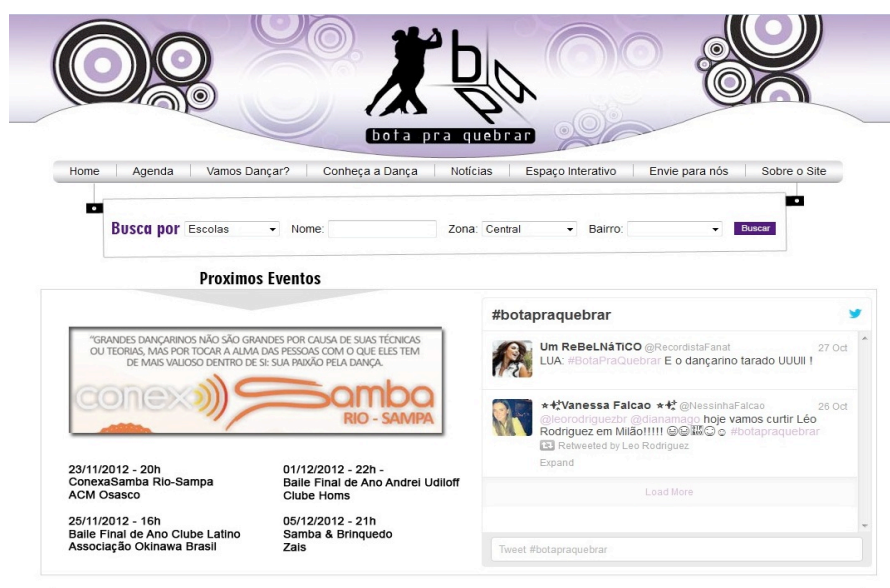 bpq
bota pra quebrar
Home Agenda Vamos Dançar? Conheça a Dança Notícias Espaço Interativo Envie para nós Sobre o Site
Busca por Escolas Nome: Zona: Central Bairro: Buscar
Proximos Eventos
"GRANDES DANÇARINOS NÃO SÃO GRANDES POR CAUSA DE SUAS TÉCNICAS
OU TEORIAS, MAS POR TOCAR A ALMA DAS PESSOAS COM O QUE ELES TEM
DE MAIS VALIOSO DENTRO DE SI: SUA PAIXÃO PELA DANÇA.
conex Samba
RIO - SAMPA
23/11/2012 - 20h
ConexaSamba Rio-Sampa
ACM Osasco
25/11/2012 - 16h
Baile Final de Ano Clube Latino
Associação Okinawa Brasil
01/12/2012 - 22h -
Baile Final de Ano Andrei Udiloff
Clube Homs
05/12/2012 - 21h
Samba & Brinquedo
Zais
#botapraquebrar
Um ReBeLNáTiCO @RecordistaFanat 27 Oct
LUA: #BotaPraQuebrar E o dançarino tarado UUUII !
Vanessa Falcao @NessinhaFalcao 26 Oct
@leorodriguezbr @dianamago hoje vamos curtir Léo
Rodriguez em Milão!!!!! #botapraquebrar
Retweeted by Leo Rodriguez
Expand
Load More
Tweet #botapraquebrar